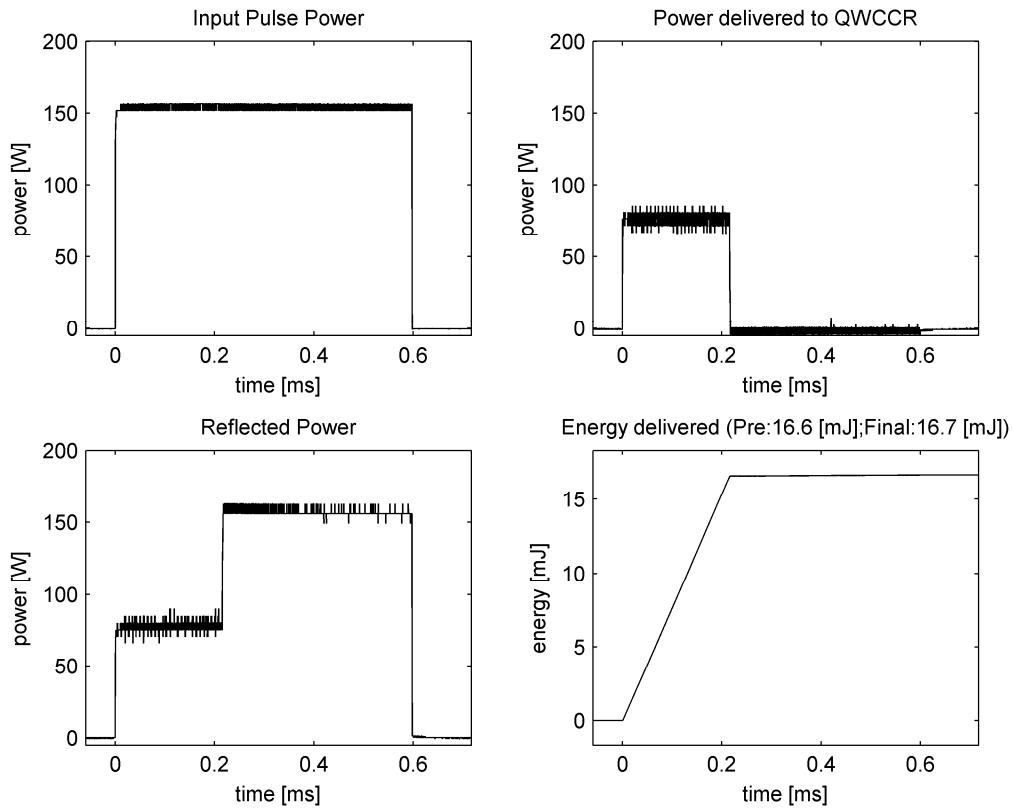 Input Pulse Power
200
150
100
50
0
power [W]
0 0.2 0.4 0.6
time [ms]
Power delivered to QWCCR
200
150
100
50
0
power [W]
0 0.2 0.4 0.6
time [ms]
Reflected Power
200
150
100
50
0
power [W]
0 0.2 0.4 0.6
time [ms]
Energy delivered (Pre:16.6 [mJ];Final:16.7 [mJ])
15
10
5
0
energy [mJ]
0 0.2 0.4 0.6
time [ms]